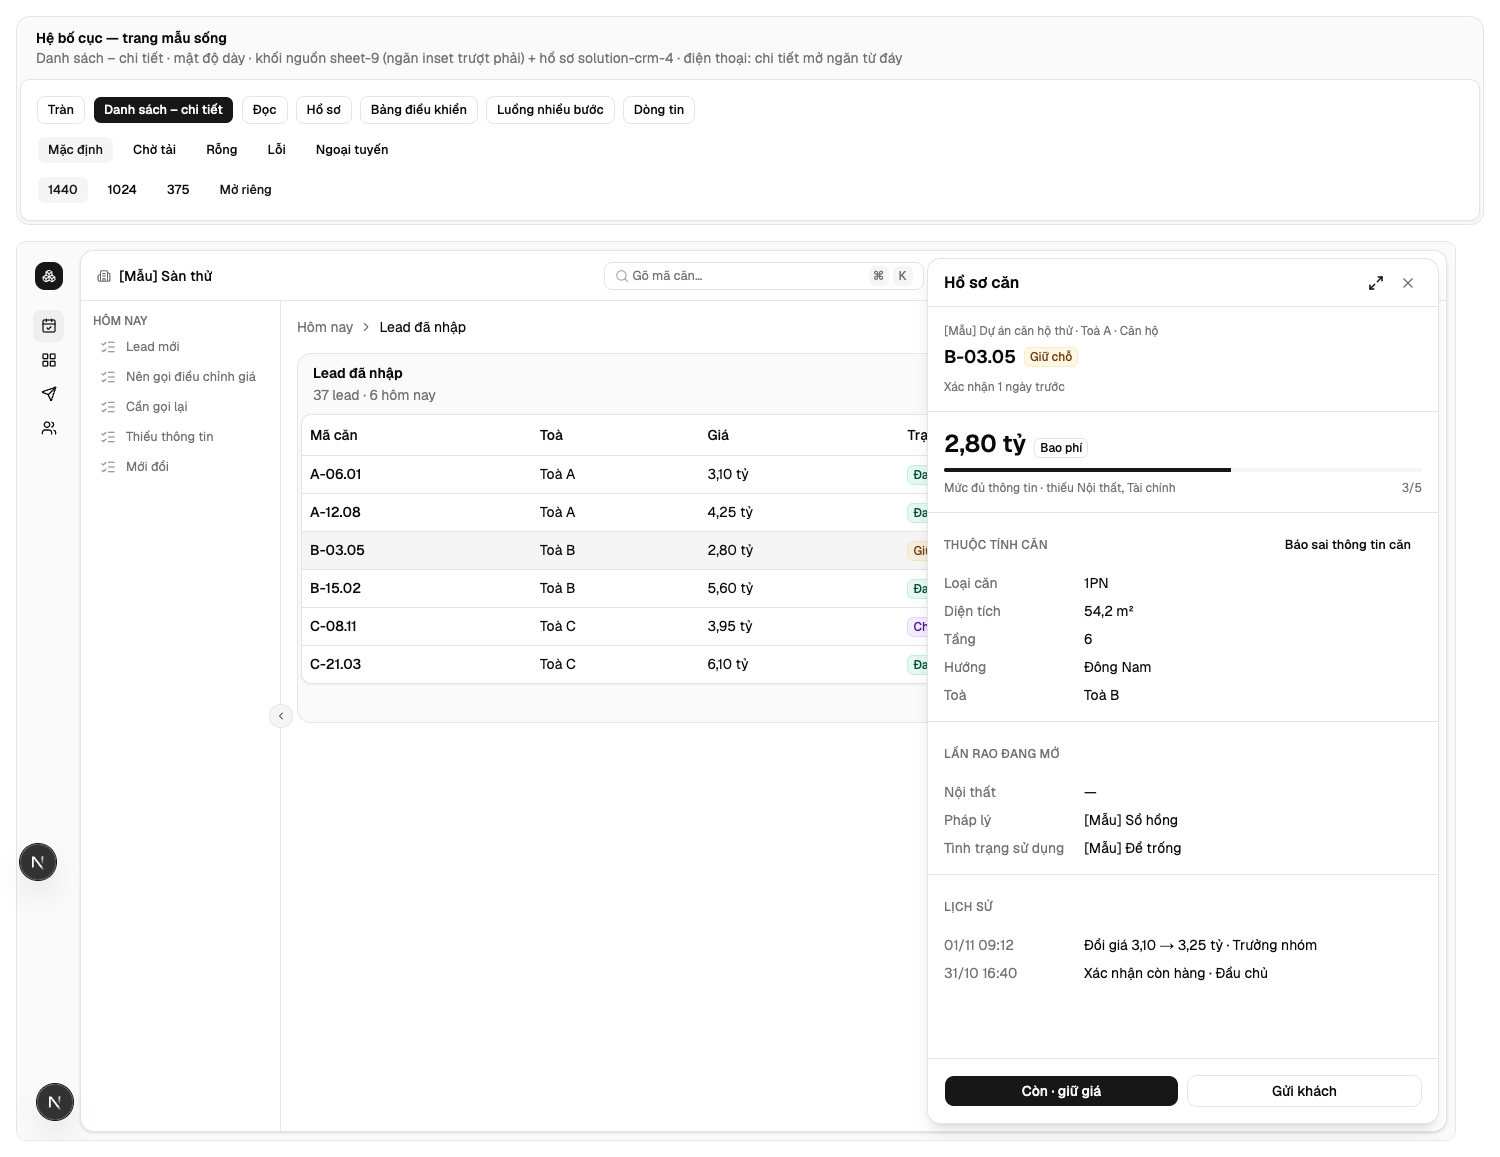 Hệ bố cục — trang mẫu sống
Danh sách – chi tiết · mật độ dày · khối nguồn sheet-9 (ngăn inset trượt phải) + hồ sơ solution-crm-4 · điện thoại: chi tiết mở ngăn từ đáy
Tràn Danh sách – chi tiết Đọc Hồ sơ Bảng điều khiển Luồng nhiều bước Dòng tin
Mặc định Chờ tải Rỗng Lỗi Ngoại tuyến
1440 1024 375 Mở riêng
[Mẫu] Sàn thử
Gõ mã căn... ⌘ K
HÔM NAY
Lead mới
Nên gọi điều chỉnh giá
Cần gọi lại
Thiếu thông tin
Mới đổi
Hôm nay > Lead đã nhập
Lead đã nhập
37 lead · 6 hôm nay
Mã căn Toà Giá Trạ
A-06.01 Toà A 3,10 tỷ Đa
A-12.08 Toà A 4,25 tỷ Đa
B-03.05 Toà B 2,80 tỷ Giữ
B-15.02 Toà B 5,60 tỷ Đa
C-08.11 Toà C 3,95 tỷ Ch
C-21.03 Toà C 6,10 tỷ Đa
Hồ sơ căn
[Mẫu] Dự án căn hộ thử · Toà A · Căn hộ
B-03.05 Giữ chỗ
Xác nhận 1 ngày trước
2,80 tỷ Bao phí
Mức đủ thông tin · thiếu Nội thất, Tài chính 3/5
THUỘC TÍNH CĂN Báo sai thông tin căn
Loại căn 1PN
Diện tích 54,2 m²
Tầng 6
Hướng Đông Nam
Toà Toà B
LẦN RAO ĐANG MỞ
Nội thất —
Pháp lý [Mẫu] Sổ hồng
Tình trạng sử dụng [Mẫu] Để trống
LỊCH SỬ
01/11 09:12 Đổi giá 3,10 → 3,25 tỷ · Trưởng nhóm
31/10 16:40 Xác nhận còn hàng · Đầu chủ
Còn · giữ giá Gửi khách
N
N